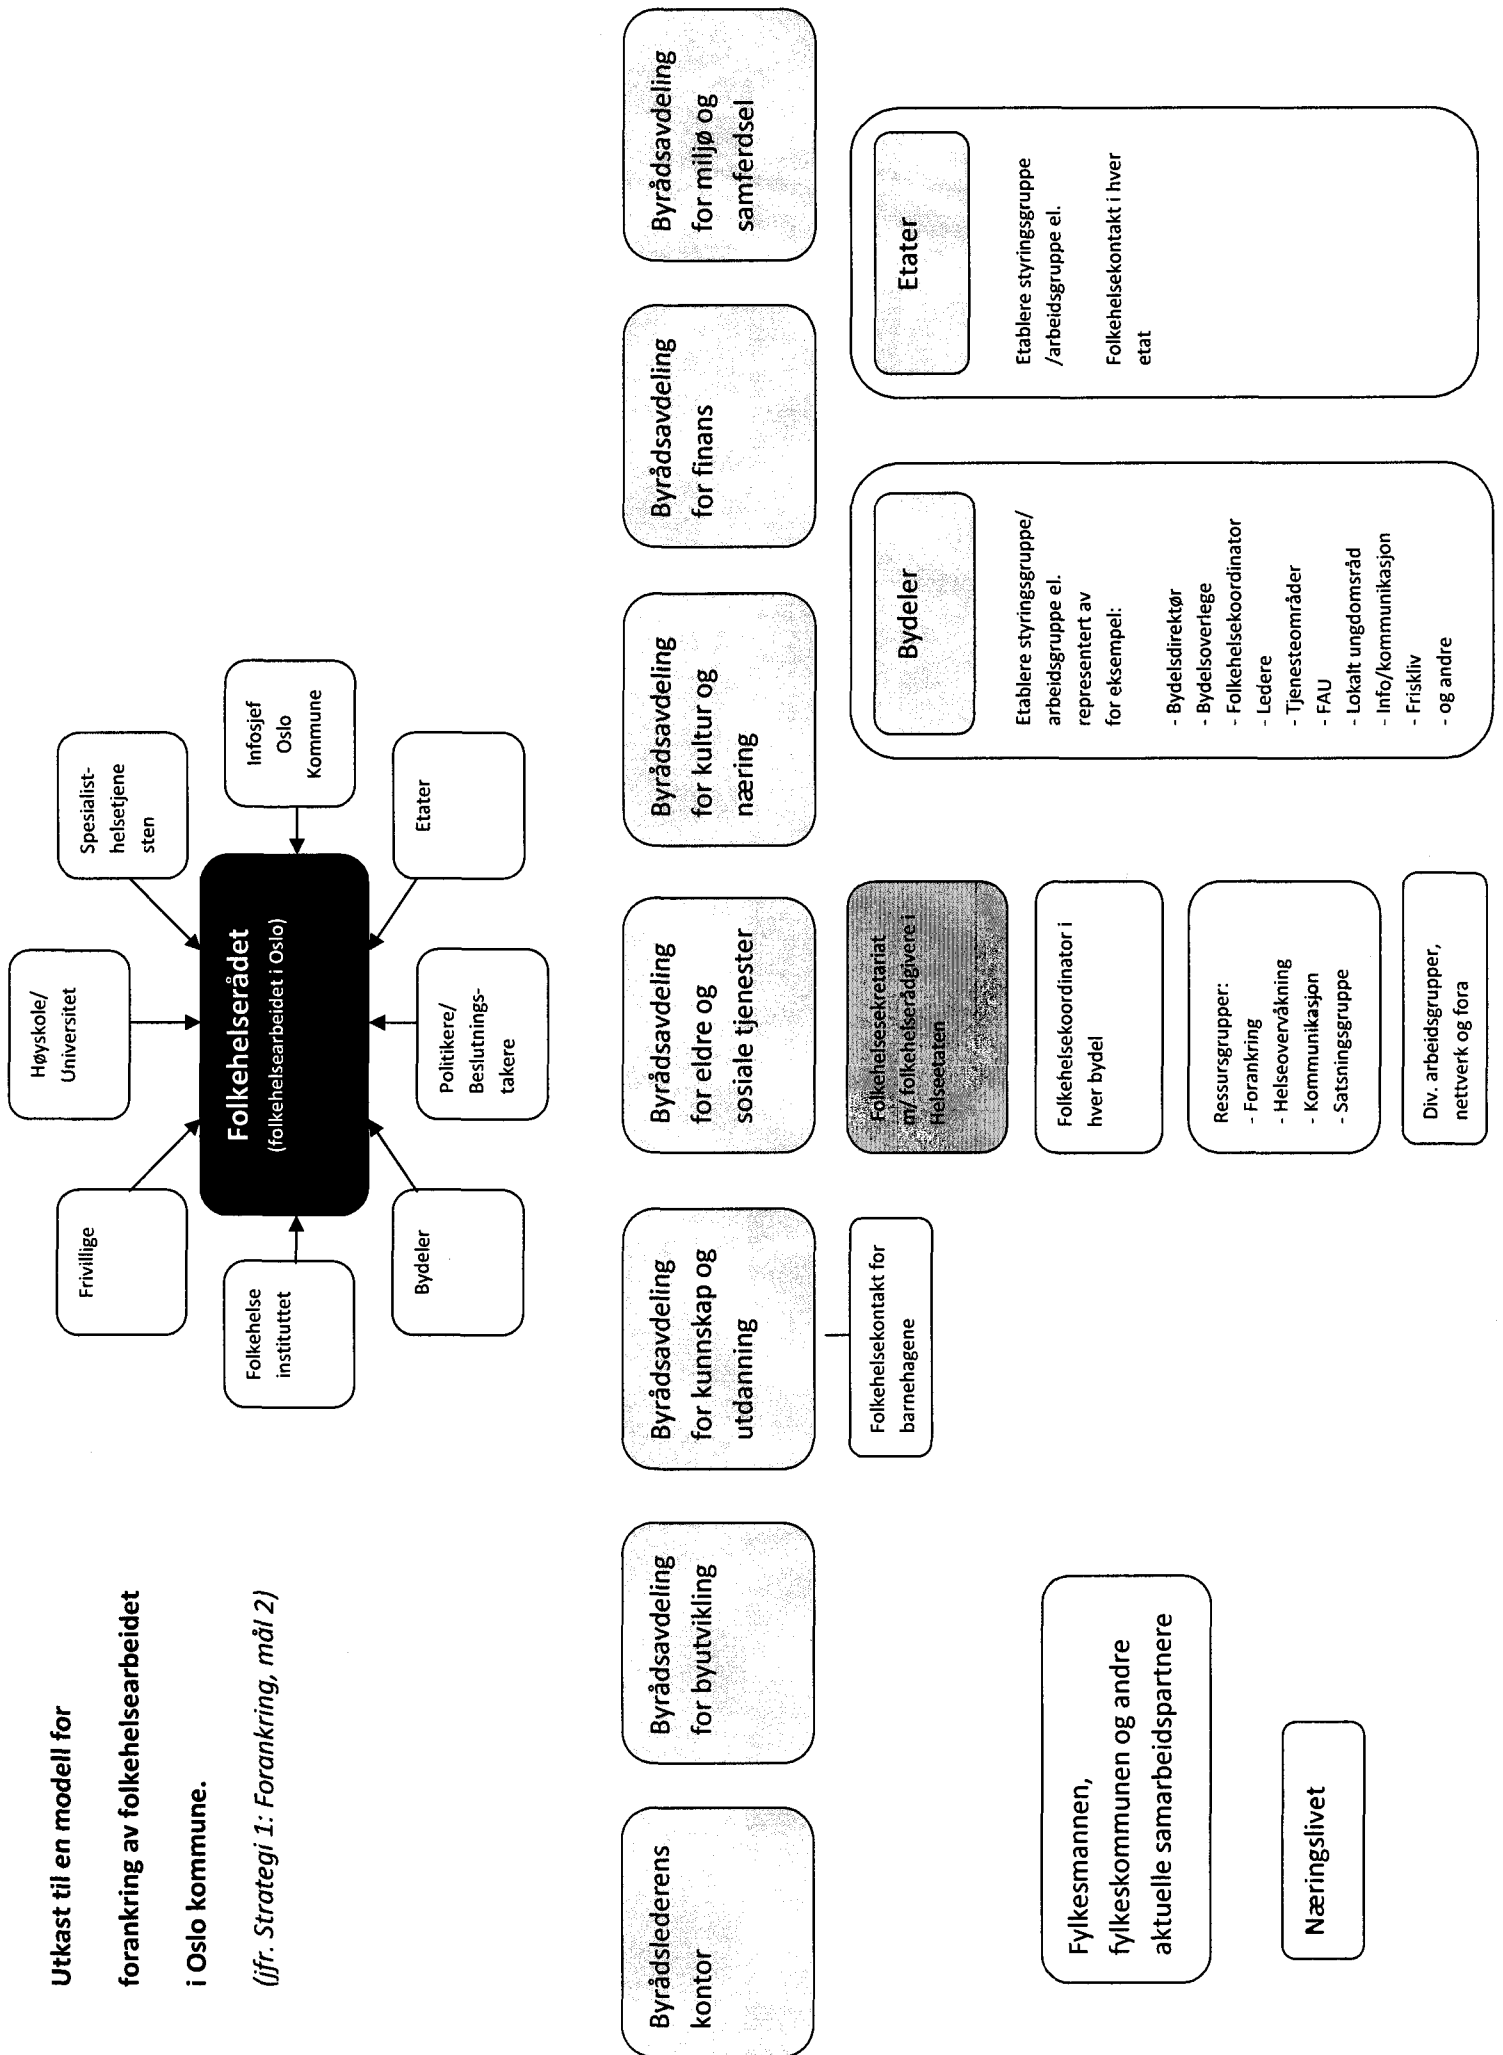 Utkast til en modell for
forankring av folkehelsearbeidet
i Oslo kommune.
(jfr. Strategi 1: Forankring, mål 2)
Frivillige
Høyskole/
Universitet
Spesialist-
helsetjene
sten
Folkehelse
instituttet
Folkehelserådet
(folkehelsearbeidet i Oslo)
Infosjef
Oslo
Kommune
Bydeler
Politikere/
Beslutnings-
takere
Etater
Byrådslederens
kontor
Byrådsavdeling
for byutvikling
Byrådsavdeling
for kunnskap og
utdanning
Byrådsavdeling
for eldre og
sosiale tjenester
Byrådsavdeling
for kultur og
næring
Byrådsavdeling
for finans
Byrådsavdeling
for miljø og
samferdsel
Folkehelsekontakt for
barnehagene
Folkehelsesekretariat
m/ folkehelserådgivere i
Helseetaten
Folkehelsekoordinator i
hver bydel
Ressursgrupper:
- Forankring
- Helseovervåkning
- Kommunikasjon
- Satsningsgruppe
Div. arbeidsgrupper,
nettverk og fora
Bydeler
Etablere styringsgruppe/
arbeidsgruppe el.
representert av
for eksempel:
- Bydelsdirektør
- Bydelsoverlege
- Folkehelsekoordinator
- Ledere
- Tjenesteområder
- FAU
- Lokalt ungdomsråd
- Info/kommunikasjon
- Friskliv
- og andre
Etater
Etablere styringsgruppe
/arbeidsgruppe el.
Folkehelsekontakt i hver
etat
Fylkesmannen,
fylkeskommunen og andre
aktuelle samarbeidspartnere
Næringslivet